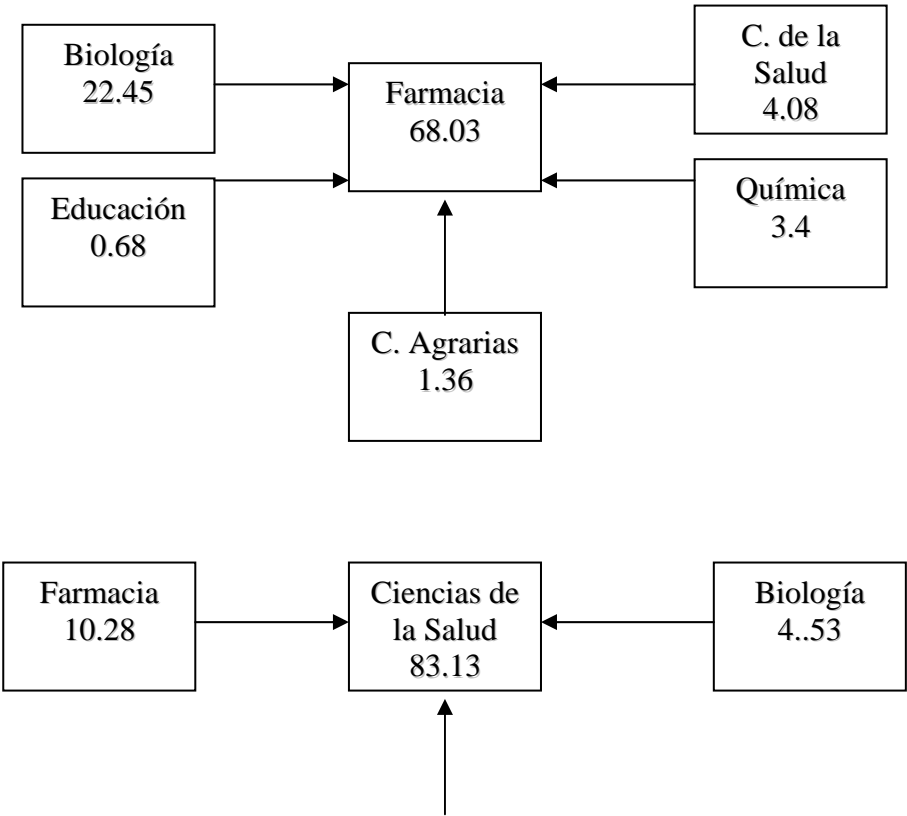 Biología
22.45
Farmacia
68.03
C. de la
Salud
4.08
Educación
0.68
Química
3.4
C. Agrarias
1.36
Farmacia
10.28
Ciencias de
la Salud
83.13
Biología
4..53